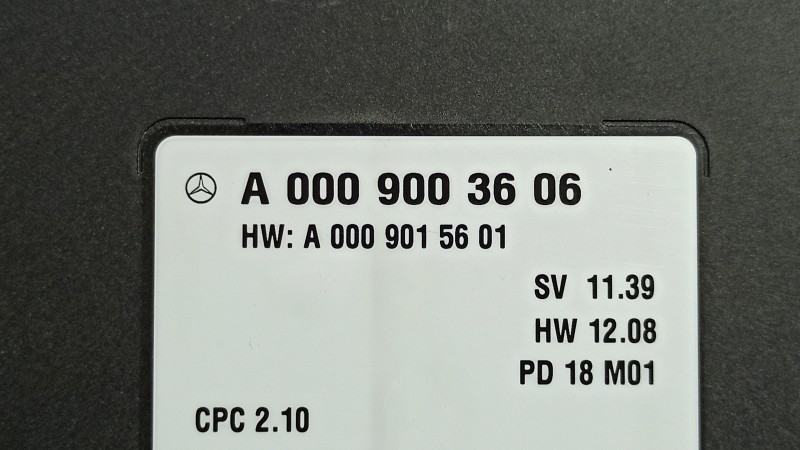 A 000 900 36 06
HW: A 000 901 56 01
SV 11.39
HW 12.08
PD 18 M01
CPC 2.10